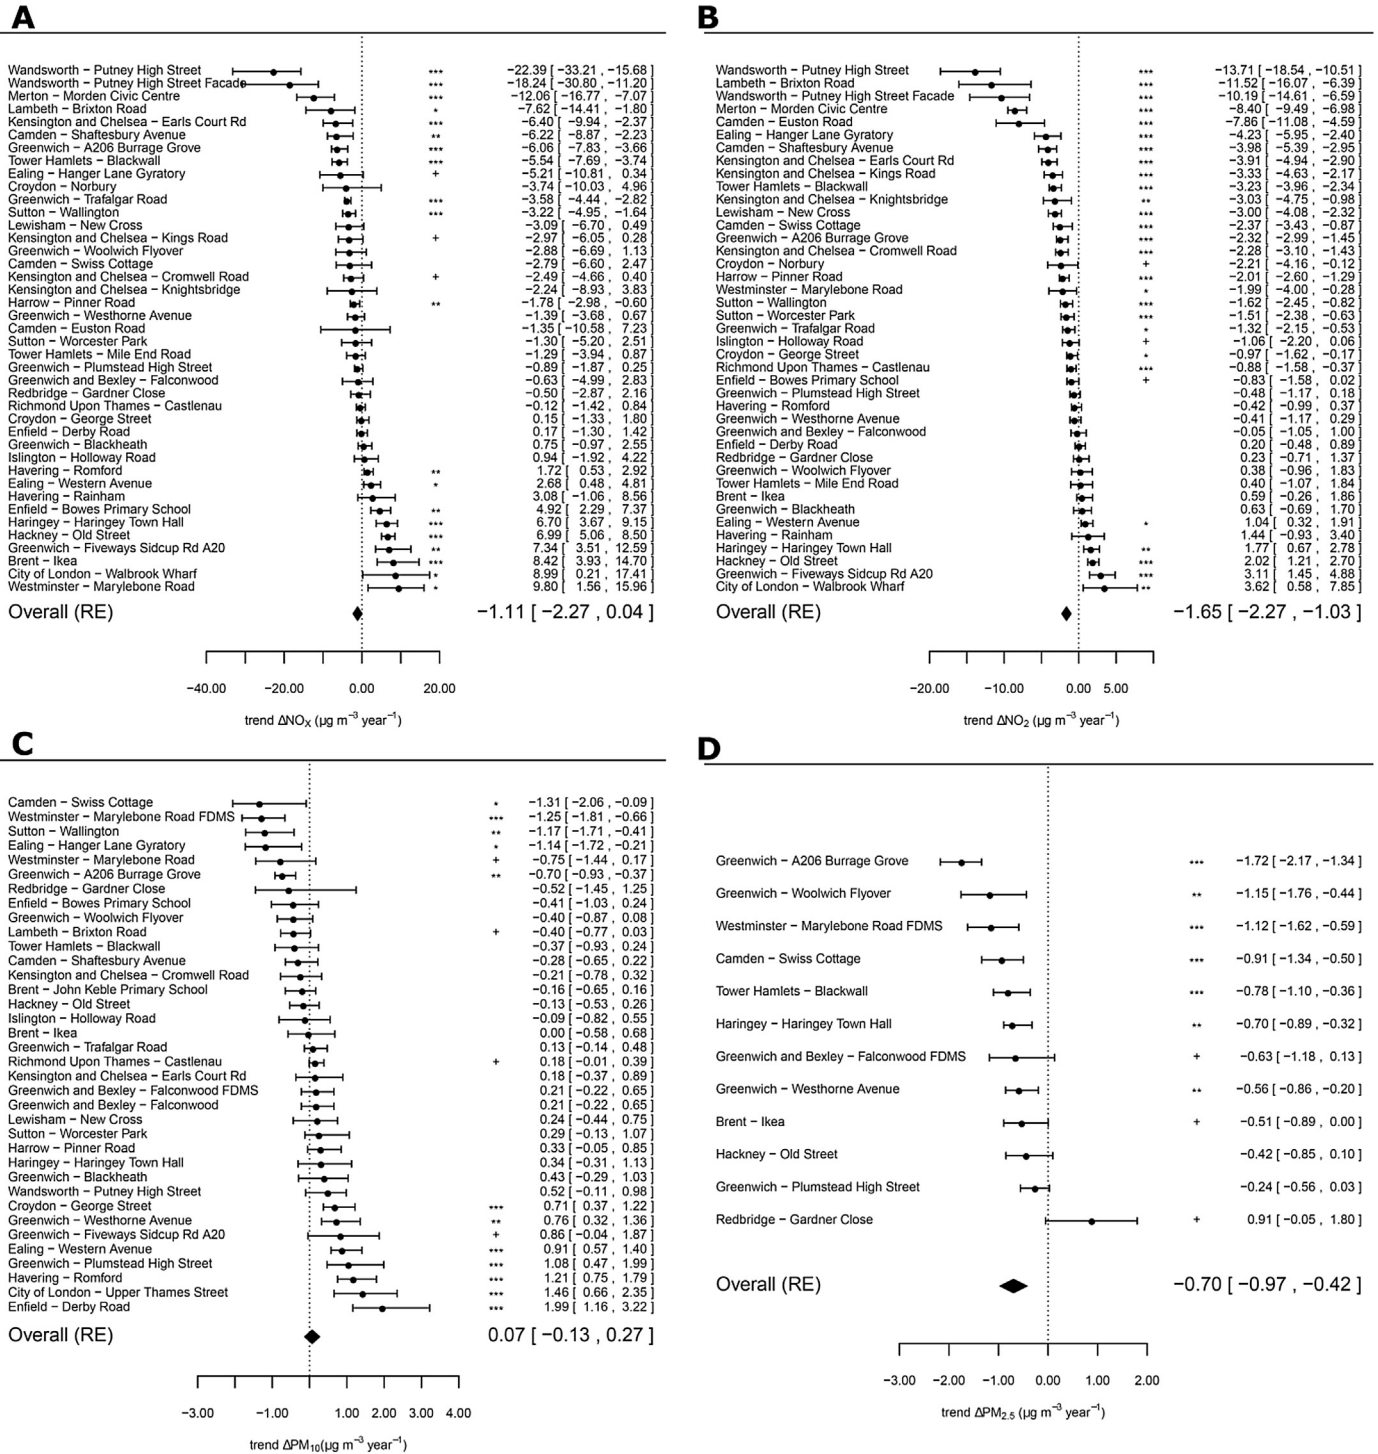 A
Wandsworth − Putney High Street *** −22.39 [ −33.21 , −15.68 ]
Wandsworth − Putney High Street Facade *** −18.24 [ −30.80 , −11.20 ]
Merton − Morden Civic Centre *** −12.06 [ −16.77 , −7.07 ]
Lambeth − Brixton Road * −7.62 [ −14.41 , −1.80 ]
Kensington and Chelsea − Earls Court Rd *** −6.40 [ −9.94 , −2.37 ]
Camden − Shaftesbury Avenue ** −6.22 [ −8.87 , −2.23 ]
Greenwich − A206 Burrage Grove *** −6.06 [ −7.83 , −3.66 ]
Tower Hamlets − Blackwall *** −5.54 [ −7.69 , −3.74 ]
Ealing − Hanger Lane Gyratory + −5.21 [ −10.81 , 0.34 ]
Croydon − Norbury −3.74 [ −10.03 , 4.96 ]
Greenwich − Trafalgar Road *** −3.58 [ −4.44 , −2.82 ]
Sutton − Wallington *** −3.22 [ −4.95 , −1.64 ]
Lewisham − New Cross −3.09 [ −6.70 , 0.49 ]
Kensington and Chelsea − Kings Road + −2.97 [ −6.05 , 0.28 ]
Greenwich − Woolwich Flyover −2.88 [ −6.69 , 1.13 ]
Camden − Swiss Cottage −2.79 [ −6.60 , 2.47 ]
Kensington and Chelsea − Cromwell Road + −2.49 [ −4.66 , 0.40 ]
Kensington and Chelsea − Knightsbridge −2.24 [ −8.93 , 3.83 ]
Harrow − Pinner Road ** −1.78 [ −2.98 , −0.60 ]
Greenwich − Westhorne Avenue −1.39 [ −3.68 , 0.67 ]
Camden − Euston Road −1.35 [ −10.58 , 7.23 ]
Sutton − Worcester Park −1.30 [ −5.20 , 2.51 ]
Tower Hamlets − Mile End Road −1.29 [ −3.94 , 0.87 ]
Greenwich − Plumstead High Street −0.89 [ −1.87 , 0.25 ]
Greenwich and Bexley − Falconwood −0.63 [ −4.99 , 2.83 ]
Redbridge − Gardner Close −0.50 [ −2.87 , 2.16 ]
Richmond Upon Thames − Castlenau −0.12 [ −1.42 , 0.84 ]
Croydon − George Street 0.15 [ −1.33 , 1.80 ]
Enfield − Derby Road 0.17 [ −1.30 , 1.42 ]
Greenwich − Blackheath 0.75 [ −0.97 , 2.55 ]
Islington − Holloway Road 0.94 [ −1.92 , 4.22 ]
Havering − Romford ** 1.72 [ 0.53 , 2.92 ]
Ealing − Western Avenue * 2.68 [ 0.48 , 4.81 ]
Havering − Rainham 3.08 [ −1.06 , 8.56 ]
Enfield − Bowes Primary School ** 4.92 [ 2.29 , 7.37 ]
Haringey − Haringey Town Hall *** 6.70 [ 3.67 , 9.15 ]
Hackney − Old Street *** 6.99 [ 5.06 , 8.50 ]
Greenwich − Fiveways Sidcup Rd A20 ** 7.34 [ 3.51 , 12.59 ]
Brent − Ikea *** 8.42 [ 3.93 , 14.70 ]
City of London − Walbrook Wharf * 8.99 [ 0.21 , 17.41 ]
Westminster − Marylebone Road * 9.80 [ 1.56 , 15.96 ]
Overall (RE) −1.11 [ −2.27 , 0.04 ]
−40.00 −20.00 0.00 20.00
trend ΔNOX (µg m−3 year−1)
B
Wandsworth − Putney High Street *** −13.71 [ −18.54 , −10.51 ]
Lambeth − Brixton Road *** −11.52 [ −16.07 , −6.39 ]
Wandsworth − Putney High Street Facade *** −10.19 [ −14.61 , −6.59 ]
Merton − Morden Civic Centre *** −8.40 [ −9.49 , −6.98 ]
Camden − Euston Road *** −7.86 [ −11.08 , −4.59 ]
Ealing − Hanger Lane Gyratory *** −4.23 [ −5.95 , −2.40 ]
Camden − Shaftesbury Avenue *** −3.98 [ −5.39 , −2.95 ]
Kensington and Chelsea − Earls Court Rd *** −3.91 [ −4.94 , −2.90 ]
Kensington and Chelsea − Kings Road *** −3.33 [ −4.63 , −2.17 ]
Tower Hamlets − Blackwall *** −3.23 [ −3.96 , −2.34 ]
Kensington and Chelsea − Knightsbridge ** −3.03 [ −4.75 , −0.98 ]
Lewisham − New Cross *** −3.00 [ −4.08 , −2.32 ]
Camden − Swiss Cottage *** −2.37 [ −3.43 , −0.87 ]
Greenwich − A206 Burrage Grove *** −2.32 [ −2.99 , −1.45 ]
Kensington and Chelsea − Cromwell Road *** −2.28 [ −3.10 , −1.43 ]
Croydon − Norbury + −2.21 [ −4.16 , −0.12 ]
Harrow − Pinner Road *** −2.01 [ −2.60 , −1.29 ]
Westminster − Marylebone Road * −1.99 [ −4.00 , −0.28 ]
Sutton − Wallington *** −1.62 [ −2.45 , −0.82 ]
Sutton − Worcester Park *** −1.51 [ −2.38 , −0.63 ]
Greenwich − Trafalgar Road * −1.32 [ −2.15 , −0.53 ]
Islington − Holloway Road + −1.06 [ −2.20 , 0.06 ]
Croydon − George Street * −0.97 [ −1.62 , −0.17 ]
Richmond Upon Thames − Castlenau *** −0.88 [ −1.58 , −0.37 ]
Enfield − Bowes Primary School + −0.83 [ −1.58 , 0.02 ]
Greenwich − Plumstead High Street −0.48 [ −1.17 , 0.18 ]
Havering − Romford −0.42 [ −0.99 , 0.37 ]
Greenwich − Westhorne Avenue −0.41 [ −1.17 , 0.29 ]
Greenwich and Bexley − Falconwood −0.05 [ −1.05 , 1.00 ]
Enfield − Derby Road 0.20 [ −0.48 , 0.89 ]
Redbridge − Gardner Close 0.23 [ −0.71 , 1.37 ]
Greenwich − Woolwich Flyover 0.38 [ −0.96 , 1.83 ]
Tower Hamlets − Mile End Road 0.40 [ −1.07 , 1.84 ]
Brent − Ikea 0.59 [ −0.26 , 1.86 ]
Greenwich − Blackheath 0.63 [ −0.69 , 1.70 ]
Ealing − Western Avenue * 1.04 [ 0.32 , 1.91 ]
Havering − Rainham 1.44 [ −0.93 , 3.40 ]
Haringey − Haringey Town Hall ** 1.77 [ 0.67 , 2.78 ]
Hackney − Old Street *** 2.02 [ 1.21 , 2.70 ]
Greenwich − Fiveways Sidcup Rd A20 *** 3.11 [ 1.45 , 4.88 ]
City of London − Walbrook Wharf ** 3.62 [ 0.58 , 7.85 ]
Overall (RE) −1.65 [ −2.27 , −1.03 ]
−20.00 −10.00 0.00 5.00
trend ΔNO2 (µg m−3 year−1)
C
Camden − Swiss Cottage * −1.31 [ −2.06 , −0.09 ]
Westminster − Marylebone Road FDMS *** −1.25 [ −1.81 , −0.66 ]
Sutton − Wallington ** −1.17 [ −1.71 , −0.41 ]
Ealing − Hanger Lane Gyratory * −1.14 [ −1.72 , −0.21 ]
Westminster − Marylebone Road + −0.75 [ −1.44 , 0.17 ]
Greenwich − A206 Burrage Grove ** −0.70 [ −0.93 , −0.37 ]
Redbridge − Gardner Close −0.52 [ −1.45 , 1.25 ]
Enfield − Bowes Primary School −0.41 [ −1.03 , 0.24 ]
Greenwich − Woolwich Flyover −0.40 [ −0.87 , 0.08 ]
Lambeth − Brixton Road + −0.40 [ −0.77 , 0.03 ]
Tower Hamlets − Blackwall −0.37 [ −0.93 , 0.24 ]
Camden − Shaftesbury Avenue −0.28 [ −0.65 , 0.22 ]
Kensington and Chelsea − Cromwell Road −0.21 [ −0.78 , 0.32 ]
Brent − John Keble Primary School −0.16 [ −0.65 , 0.16 ]
Hackney − Old Street −0.13 [ −0.53 , 0.26 ]
Islington − Holloway Road −0.09 [ −0.82 , 0.55 ]
Brent − Ikea 0.00 [ −0.58 , 0.68 ]
Greenwich − Trafalgar Road 0.13 [ −0.14 , 0.48 ]
Richmond Upon Thames − Castlenau + 0.18 [ −0.01 , 0.39 ]
Kensington and Chelsea − Earls Court Rd 0.18 [ −0.37 , 0.89 ]
Greenwich and Bexley − Falconwood FDMS 0.21 [ −0.22 , 0.65 ]
Greenwich and Bexley − Falconwood 0.21 [ −0.22 , 0.65 ]
Lewisham − New Cross 0.24 [ −0.44 , 0.75 ]
Sutton − Worcester Park 0.29 [ −0.13 , 1.07 ]
Harrow − Pinner Road 0.33 [ −0.05 , 0.85 ]
Haringey − Haringey Town Hall 0.34 [ −0.31 , 1.13 ]
Greenwich − Blackheath 0.43 [ −0.29 , 1.03 ]
Wandsworth − Putney High Street 0.52 [ −0.11 , 0.98 ]
Croydon − George Street *** 0.71 [ 0.37 , 1.22 ]
Greenwich − Westhorne Avenue ** 0.76 [ 0.32 , 1.36 ]
Greenwich − Fiveways Sidcup Rd A20 + 0.86 [ −0.04 , 1.87 ]
Ealing − Western Avenue *** 0.91 [ 0.57 , 1.40 ]
Greenwich − Plumstead High Street *** 1.08 [ 0.47 , 1.99 ]
Havering − Romford *** 1.21 [ 0.75 , 1.79 ]
City of London − Upper Thames Street *** 1.46 [ 0.66 , 2.35 ]
Enfield − Derby Road *** 1.99 [ 1.16 , 3.22 ]
Overall (RE) 0.07 [ −0.13 , 0.27 ]
−3.00 −1.00 1.00 2.00 3.00 4.00
trend ΔPM10(µg m−3 year−1)
D
Greenwich − A206 Burrage Grove *** −1.72 [ −2.17 , −1.34 ]
Greenwich − Woolwich Flyover ** −1.15 [ −1.76 , −0.44 ]
Westminster − Marylebone Road FDMS *** −1.12 [ −1.62 , −0.59 ]
Camden − Swiss Cottage *** −0.91 [ −1.34 , −0.50 ]
Tower Hamlets − Blackwall *** −0.78 [ −1.10 , −0.36 ]
Haringey − Haringey Town Hall ** −0.70 [ −0.89 , −0.32 ]
Greenwich and Bexley − Falconwood FDMS + −0.63 [ −1.18 , 0.13 ]
Greenwich − Westhorne Avenue ** −0.56 [ −0.86 , −0.20 ]
Brent − Ikea + −0.51 [ −0.89 , 0.00 ]
Hackney − Old Street −0.42 [ −0.85 , 0.10 ]
Greenwich − Plumstead High Street −0.24 [ −0.56 , 0.03 ]
Redbridge − Gardner Close + 0.91 [ −0.05 , 1.80 ]
Overall (RE) −0.70 [ −0.97 , −0.42 ]
−3.00 −2.00 −1.00 0.00 1.00 2.00
trend ΔPM2.5 (µg m−3 year−1)